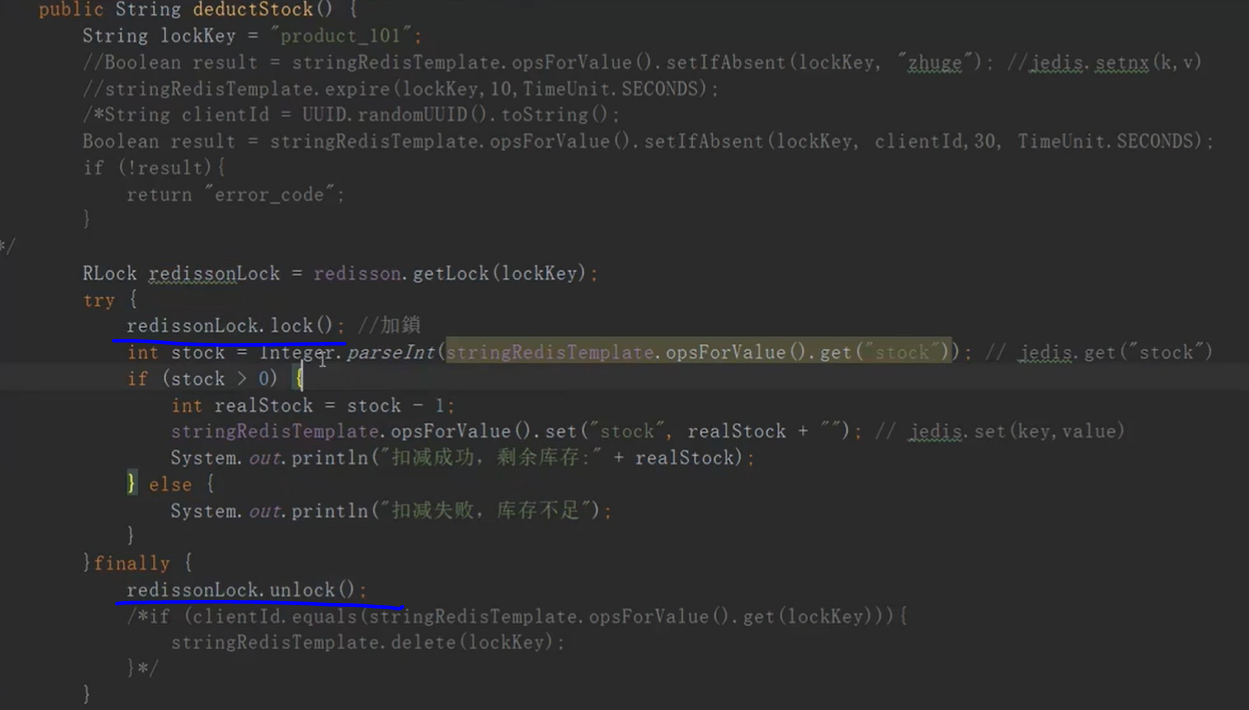 public String deductStock() {
String lockKey = "product_101";
//Boolean result = stringRedisTemplate.opsForValue().setIfAbsent(lockKey, "zhuge"); //jedis.setnx(k,v)
//stringRedisTemplate.expire(lockKey,10,TimeUnit.SECONDS);
/*String clientId = UUID.randomUUID().toString();
Boolean result = stringRedisTemplate.opsForValue().setIfAbsent(lockKey, clientId,30, TimeUnit.SECONDS);
if (!result){
return "error_code";
}
*/
RLock redissonLock = redisson.getLock(lockKey);
try {
redissonLock.lock(); //加鎖
int stock = Integer.parseInt(stringRedisTemplate.opsForValue().get("stock")); // jedis.get("stock")
if (stock > 0) {
int realStock = stock - 1;
stringRedisTemplate.opsForValue().set("stock", realStock + ""); // jedis.set(key,value)
System.out.println("扣减成功，剩余库存:" + realStock);
} else {
System.out.println("扣减失败，库存不足");
}
}finally {
redissonLock.unlock();
/*if (clientId.equals(stringRedisTemplate.opsForValue().get(lockKey))){
stringRedisTemplate.delete(lockKey);
}*/
}